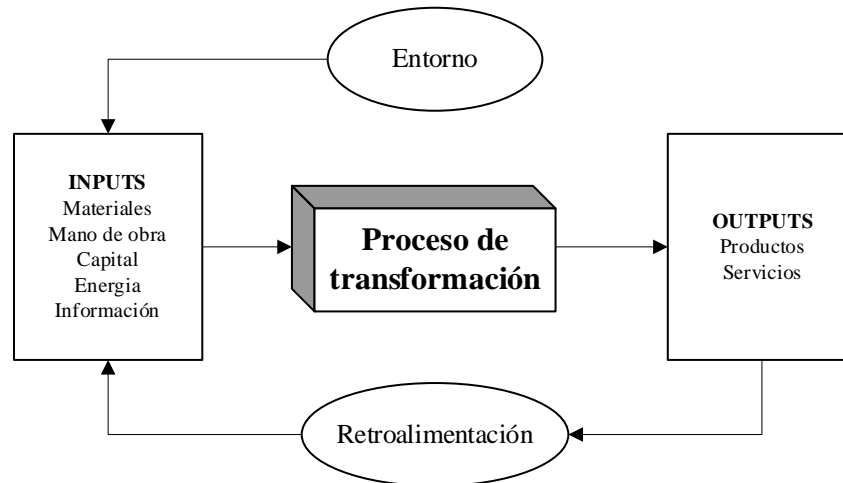 Entorno
INPUTS
Materiales
Mano de obra
Capital
Energia
Información
Proceso de
transformación
OUTPUTS
Productos
Servicios
Retroalimentación